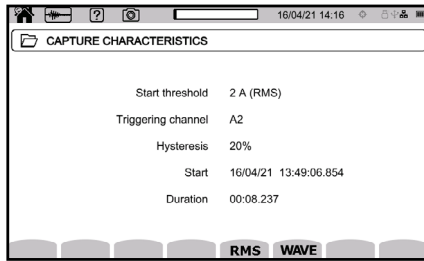 ? 16/04/21 14:16
CAPTURE CHARACTERISTICS
Start threshold 2 A (RMS)
Triggering channel A2
Hysteresis 20%
Start 16/04/21 13:49:06.854
Duration 00:08.237
RMS WAVE